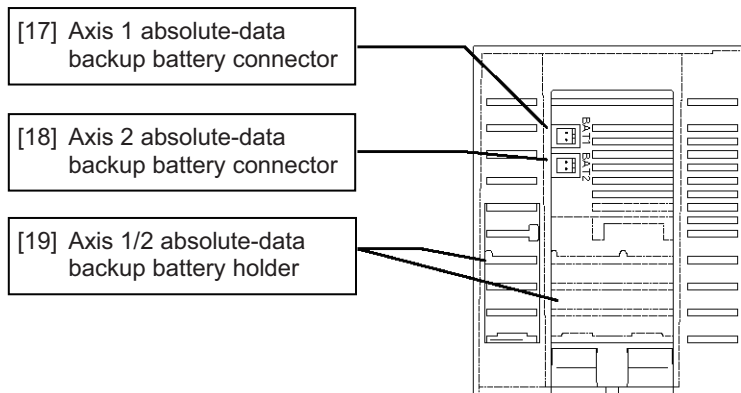 [17] Axis 1 absolute-data
backup battery connector
[18] Axis 2 absolute-data
backup battery connector
[19] Axis 1/2 absolute-data
backup battery holder
BAT1
BAT2